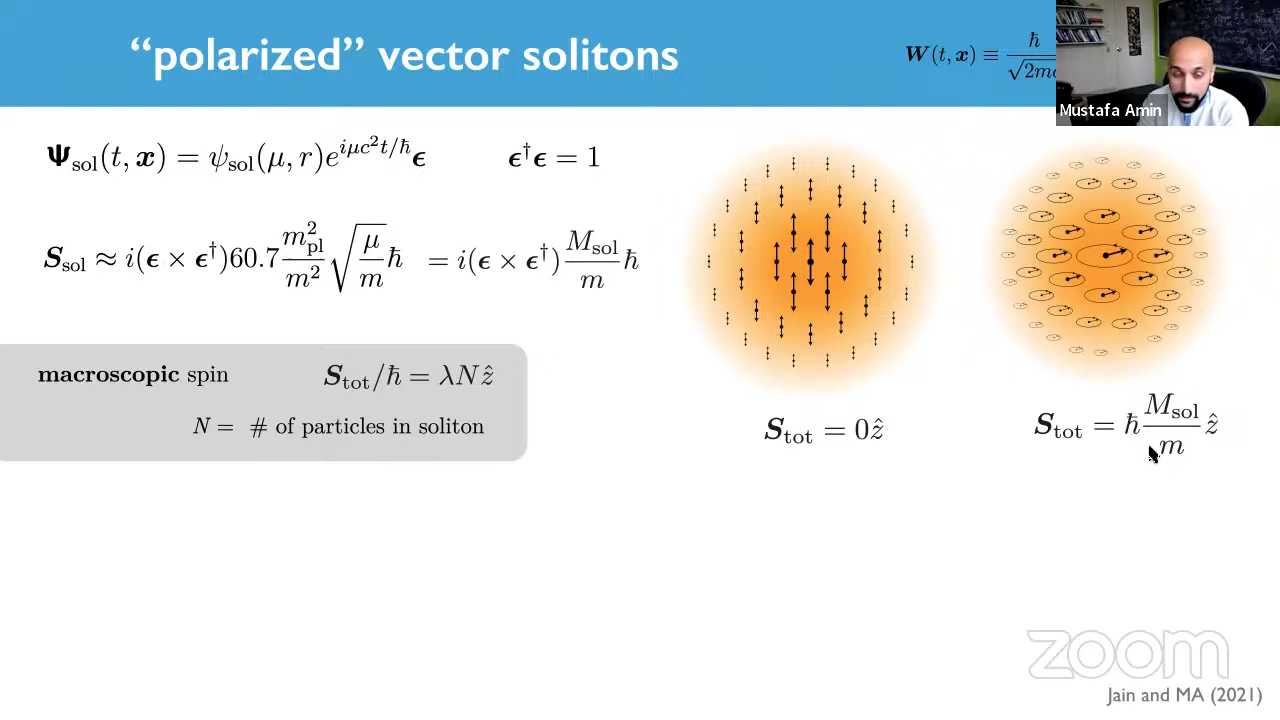 “polarized” vector solitons
W(t, x) ≡ ħ / √2m
Mustafa Amin
Ψ_sol(t, x) = ψ_sol(μ, r)e^{iμc²t/ħ}ϵ
ϵ†ϵ = 1
S_sol ≈ i(ϵ × ϵ†)60.7 m_pl²/m² √(μ/m) ħ = i(ϵ × ϵ†) M_sol/m ħ
macroscopic spin
S_tot/ħ = λNẑ
N = # of particles in soliton
S_tot = 0ẑ
S_tot = ħ M_sol/m ẑ
zoom
Jain and MA (2021)